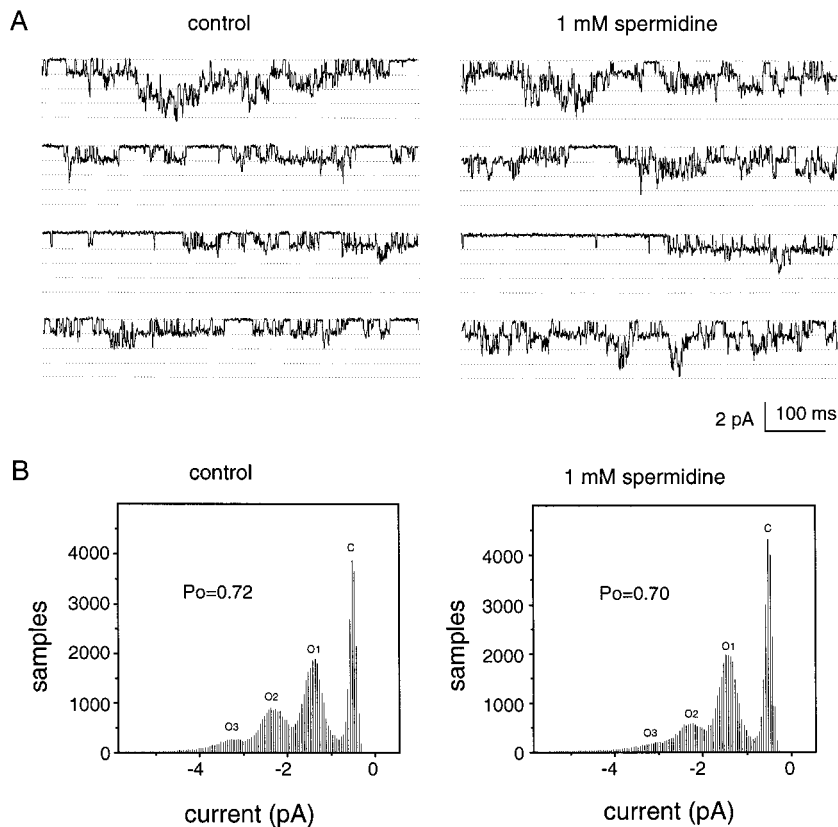 A
control
1 mM spermidine
2 pA
100 ms
B
control
1 mM spermidine
samples
4000
3000
2000
1000
0
Po=0.72
C
O1
O2
O3
-4
-2
0
current (pA)
samples
4000
3000
2000
1000
0
Po=0.70
C
O1
O2
O3
-4
-2
0
current (pA)